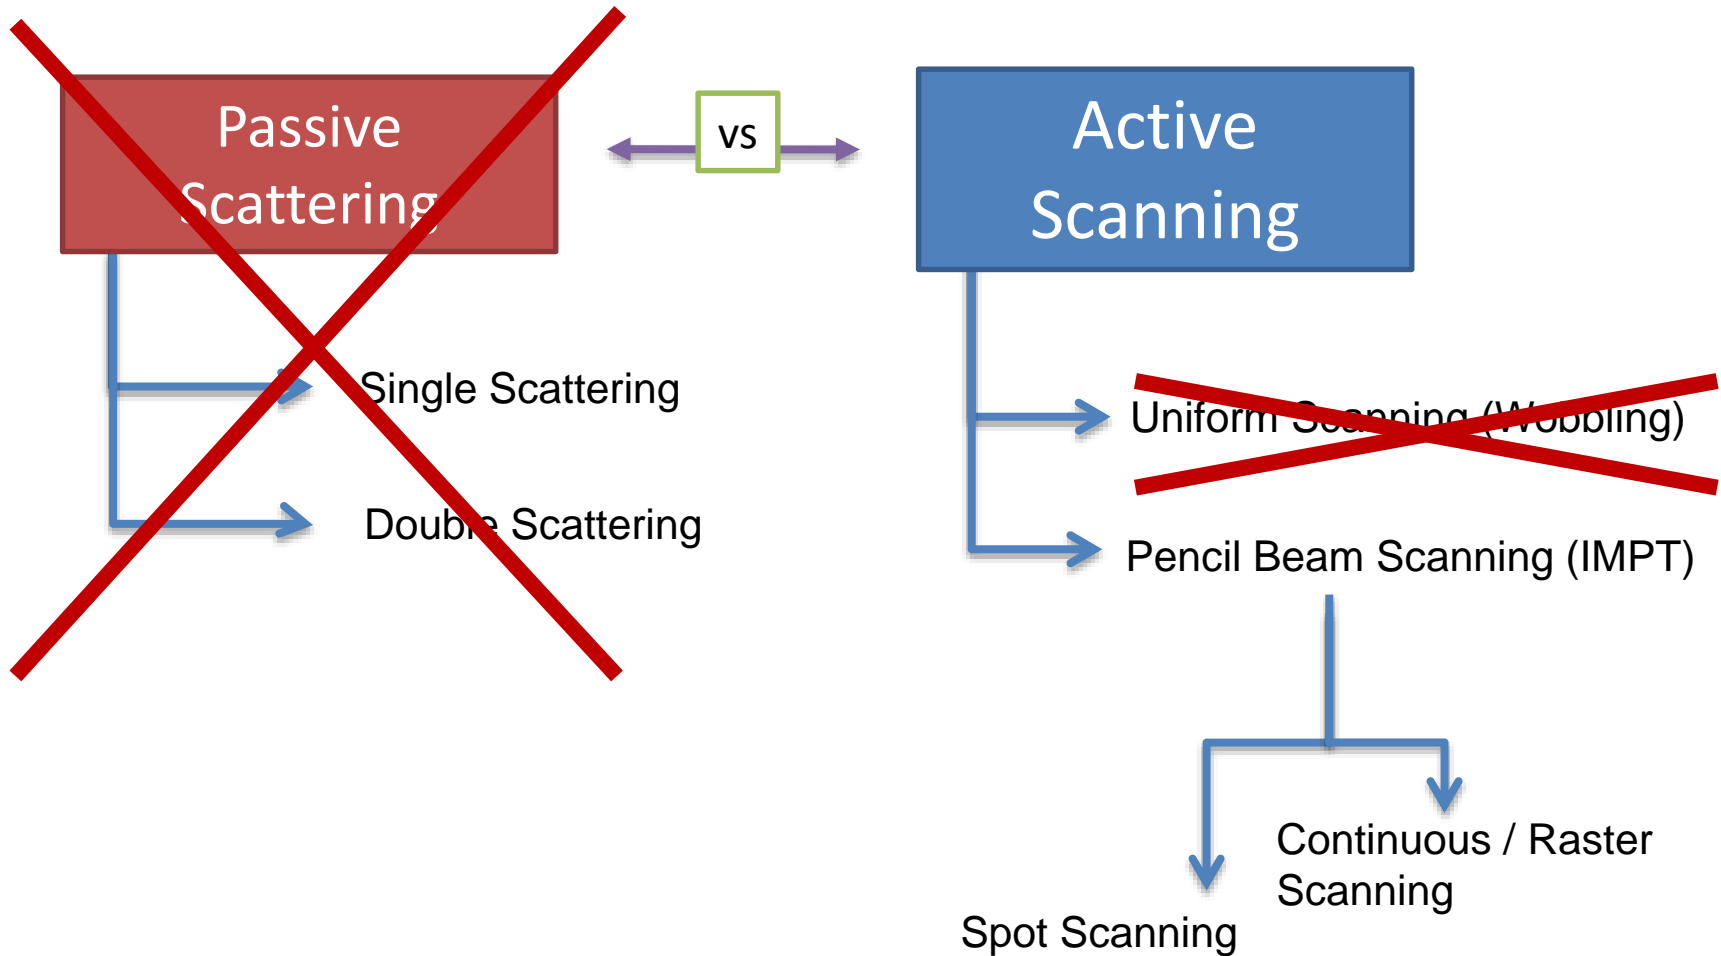 Passive
Scattering
vs
Active
Scanning
Single Scattering
Double Scattering
Uniform Scanning (Wobbling)
Pencil Beam Scanning (IMPT)
Continuous / Raster
Scanning
Spot Scanning